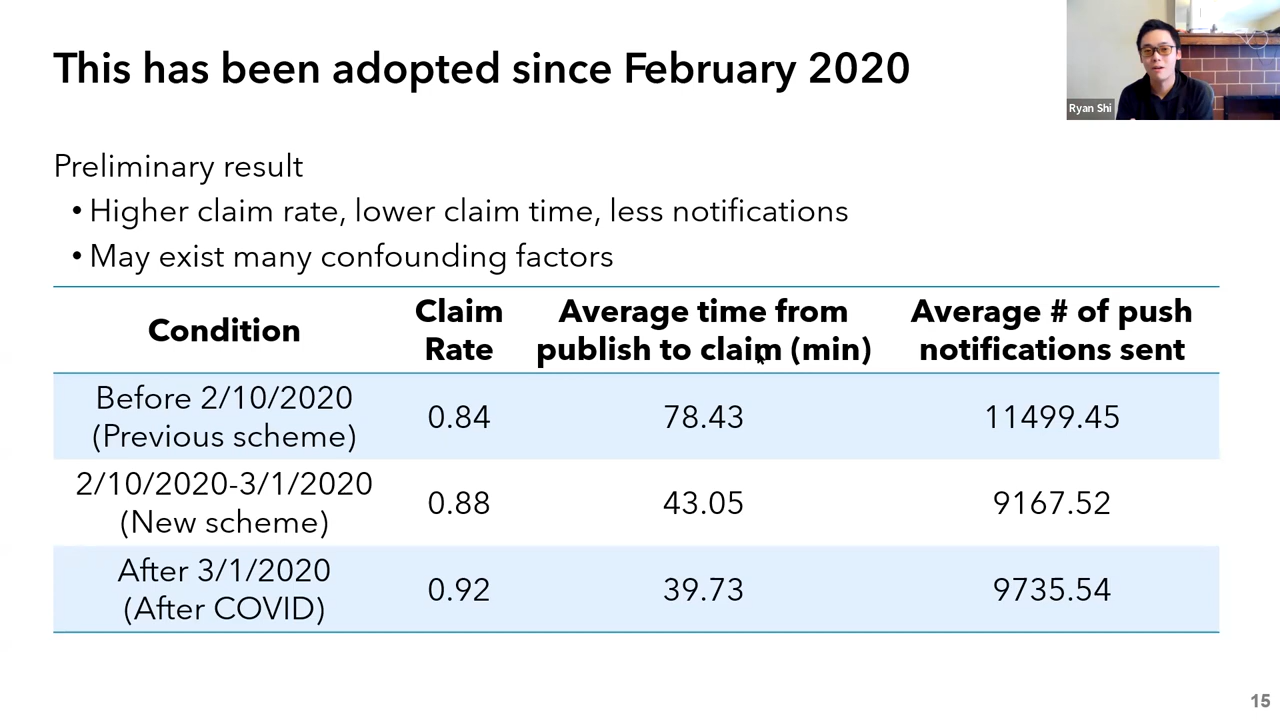 This has been adopted since February 2020
Ryan Shi
Preliminary result
• Higher claim rate, lower claim time, less notifications
• May exist many confounding factors
Condition
Claim
Rate
Average time from
publish to claim (min)
Average # of push
notifications sent
Before 2/10/2020
(Previous scheme)
0.84
78.43
11499.45
2/10/2020-3/1/2020
(New scheme)
0.88
43.05
9167.52
After 3/1/2020
(After COVID)
0.92
39.73
9735.54
15